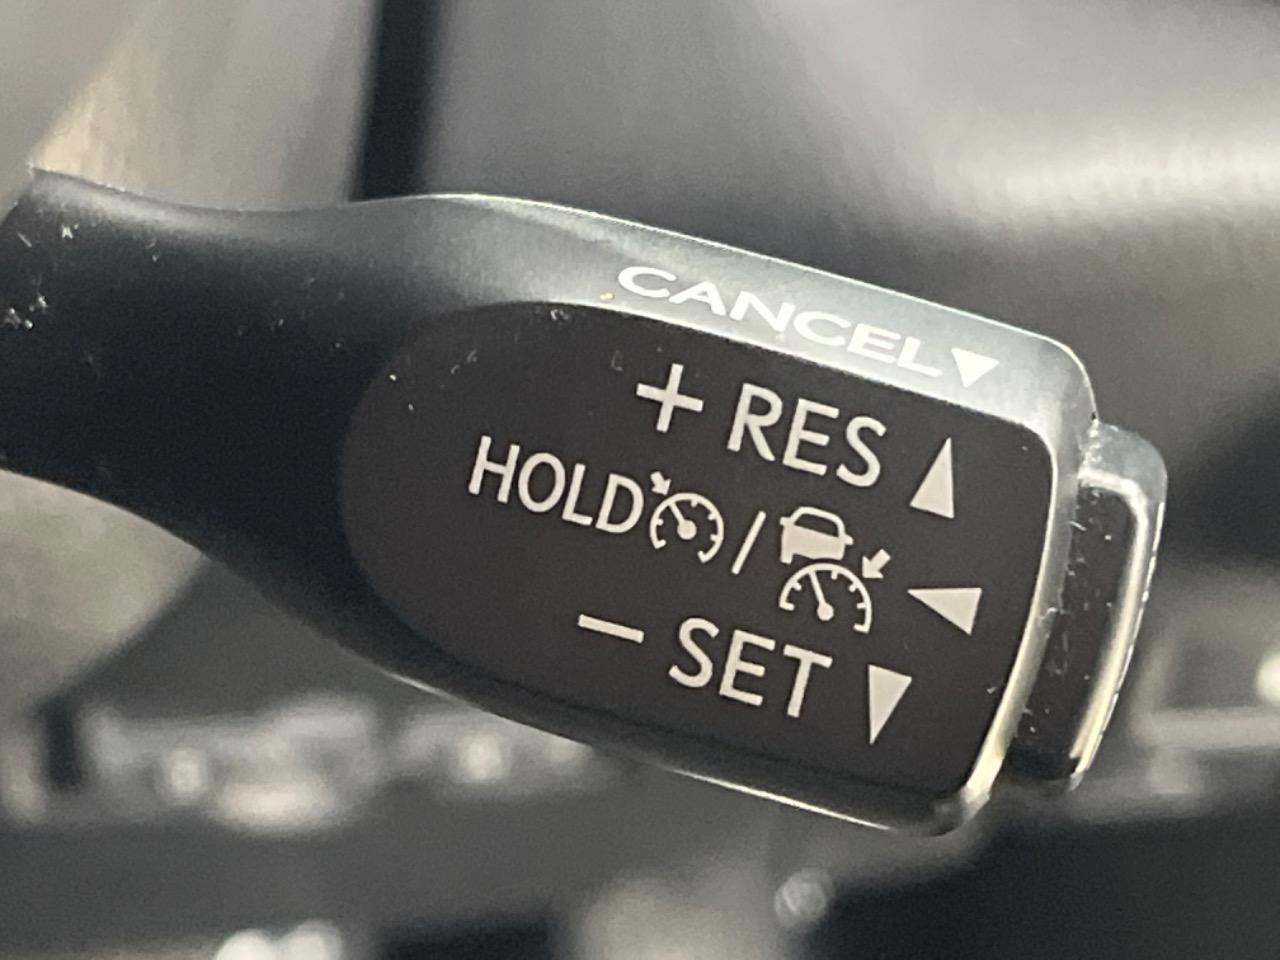 CANCEL▼
+ RES ▲
HOLD / ◀
− SET ▼